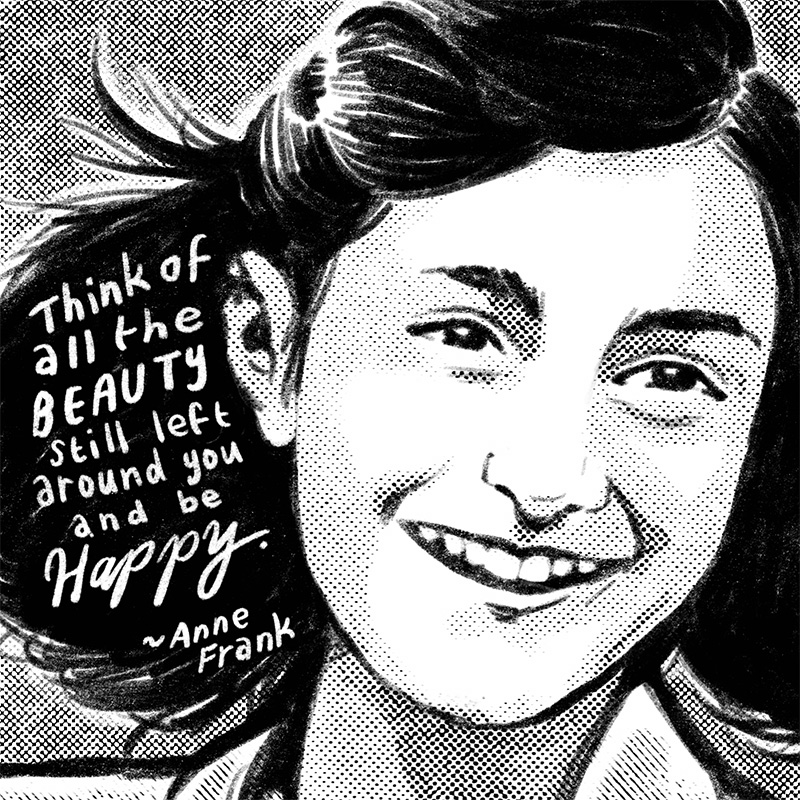 Think of
all the
BEAUTY
still left
around you
and be
Happy.
~Anne
Frank